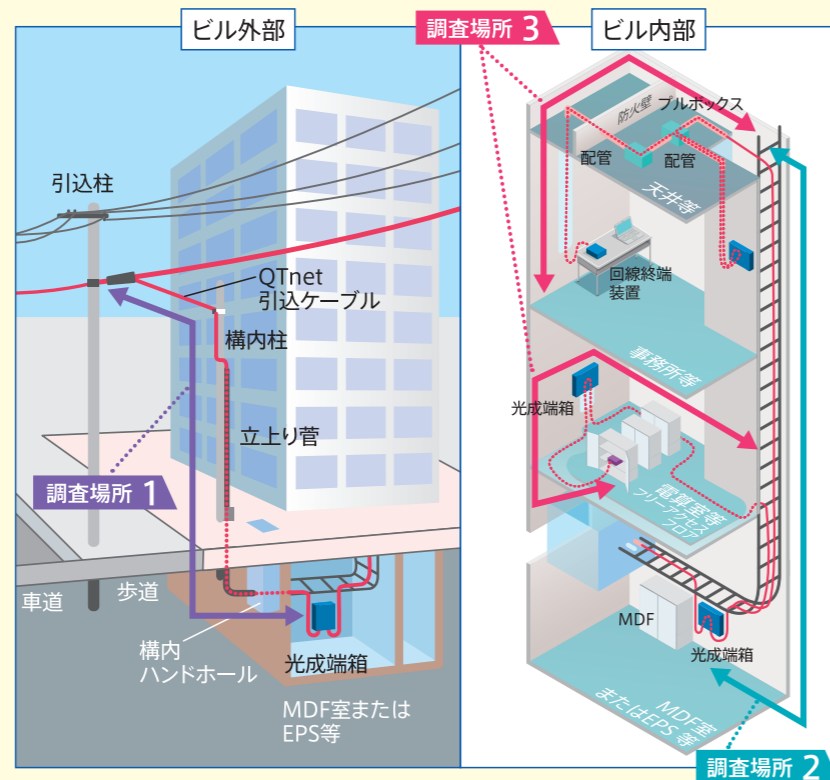 ビル外部
調査場所 3
ビル内部
引込柱
QTnet
引込ケーブル
構内柱
立上り管
調査場所 1
車道
歩道
構内
ハンドホール
光成端箱
MDF室または
EPS等
防火壁
プルボックス
配管
配管
天井等
回線終端
装置
事務所等
光成端箱
電算室等
フリーアクセス
フロア
MDF
光成端箱
MDF室
またはEPS等
調査場所 2